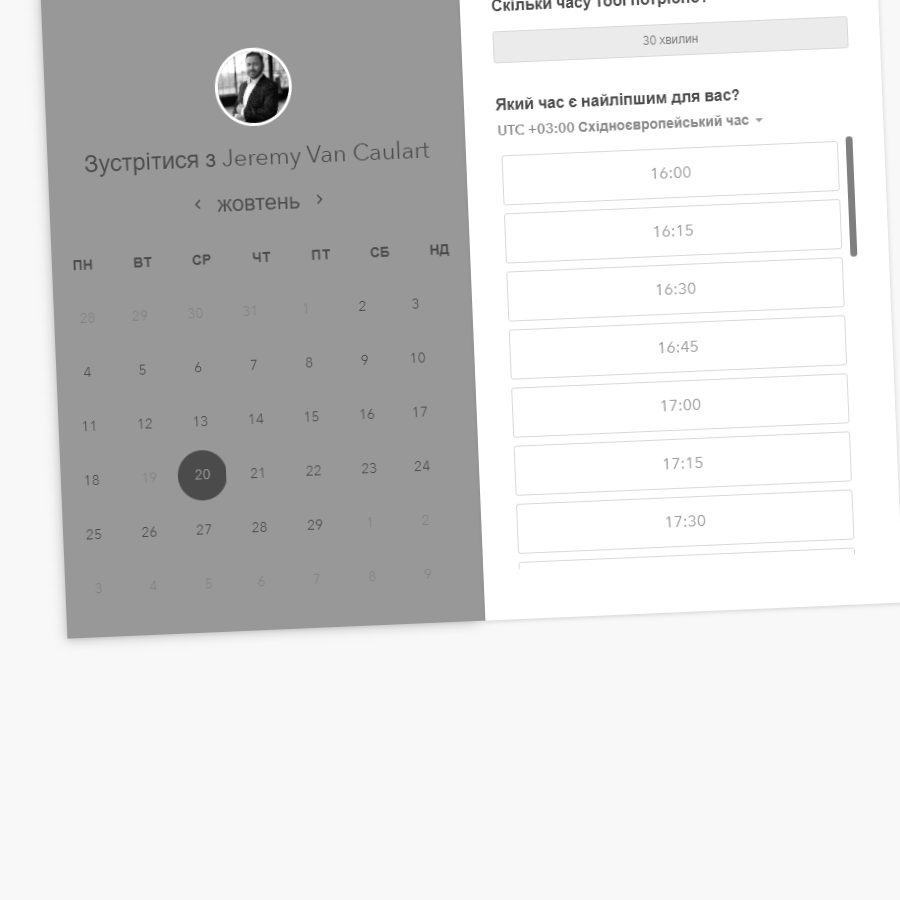 Зустрітися з Jeremy Van Caulart
жовтень
ПН ВТ СР ЧТ ПТ СБ НД
28 29 30 31 1 2 3
4 5 6 7 8 9 10
11 12 13 14 15 16 17
18 19 20 21 22 23 24
25 26 27 28 29 1 2
3 4 5 6 7 8 9
Скільки часу тобі потрібно?
30 хвилин
Який час є найліпшим для вас?
UTC +03:00 Східноєвропейський час
16:00
16:15
16:30
16:45
17:00
17:15
17:30